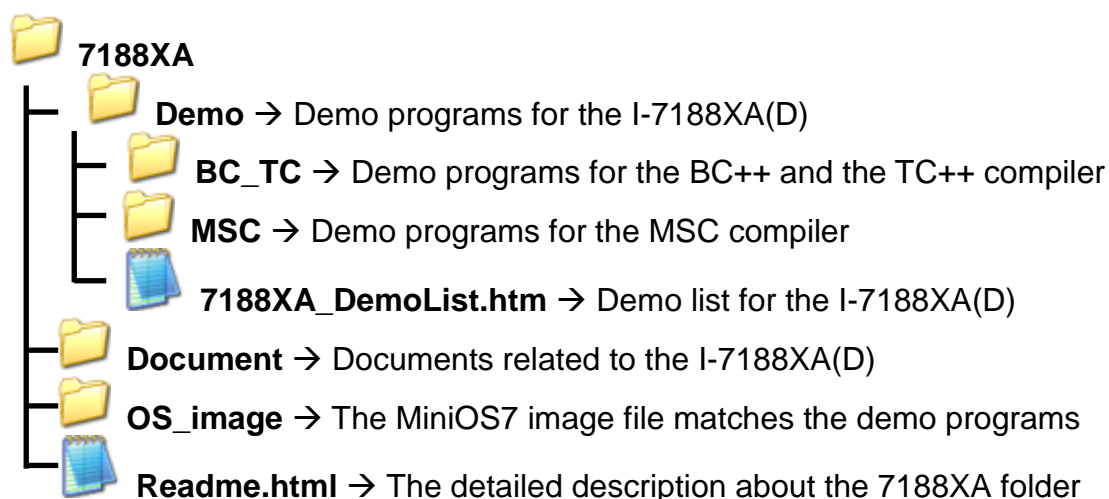 7188XA
Demo → Demo programs for the I-7188XA(D)
BC_TC → Demo programs for the BC++ and the TC++ compiler
MSC → Demo programs for the MSC compiler
7188XA_DemoList.htm → Demo list for the I-7188XA(D)
Document → Documents related to the I-7188XA(D)
OS_image → The MiniOS7 image file matches the demo programs
Readme.html → The detailed description about the 7188XA folder